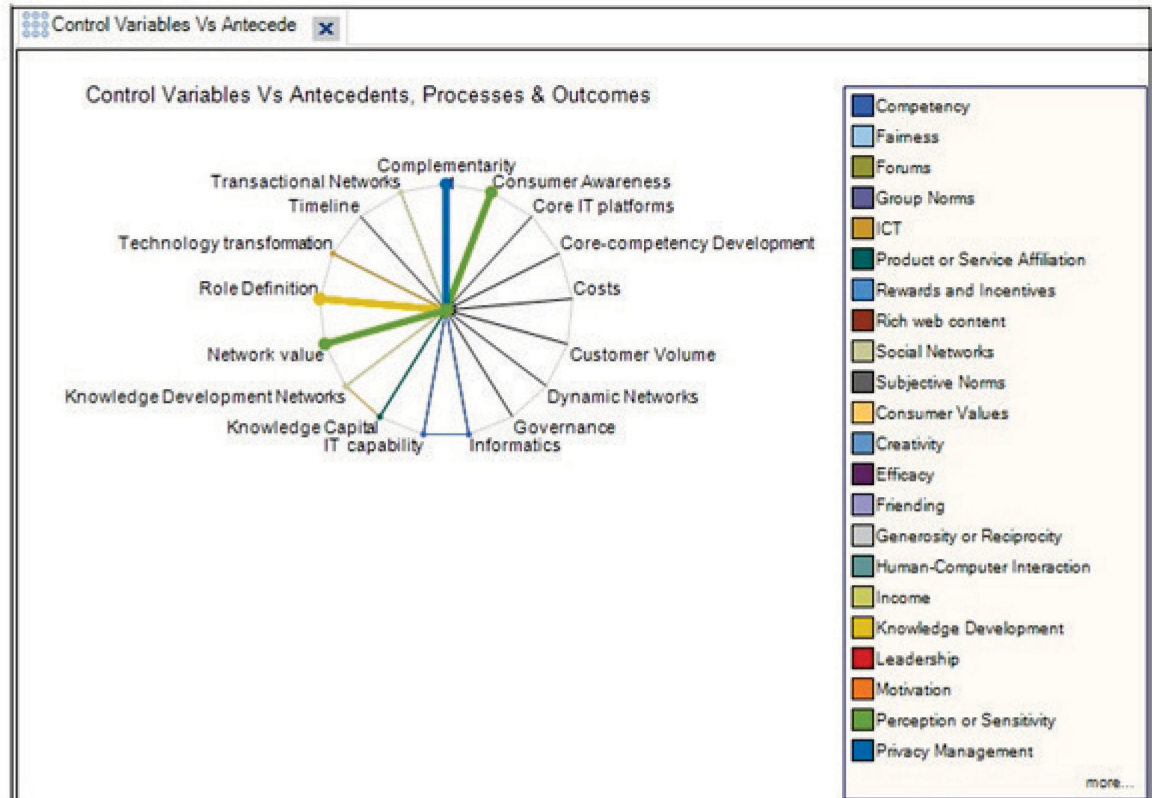 Control Variables Vs Antecede
Control Variables Vs Antecedents, Processes & Outcomes
Complementarity
Transactional Networks
Consumer Awareness
Timeline
Core IT platforms
Technology transformation
Core-competency Development
Role Definition
Costs
Network value
Customer Volume
Knowledge Development Networks
Dynamic Networks
Knowledge Capital
Governance
IT capability
Informatics
Competency
Fairness
Forums
Group Norms
ICT
Product or Service Affiliation
Rewards and Incentives
Rich web content
Social Networks
Subjective Norms
Consumer Values
Creativity
Efficacy
Friending
Generosity or Reciprocity
Human-Computer Interaction
Income
Knowledge Development
Leadership
Motivation
Perception or Sensitivity
Privacy Management
more...